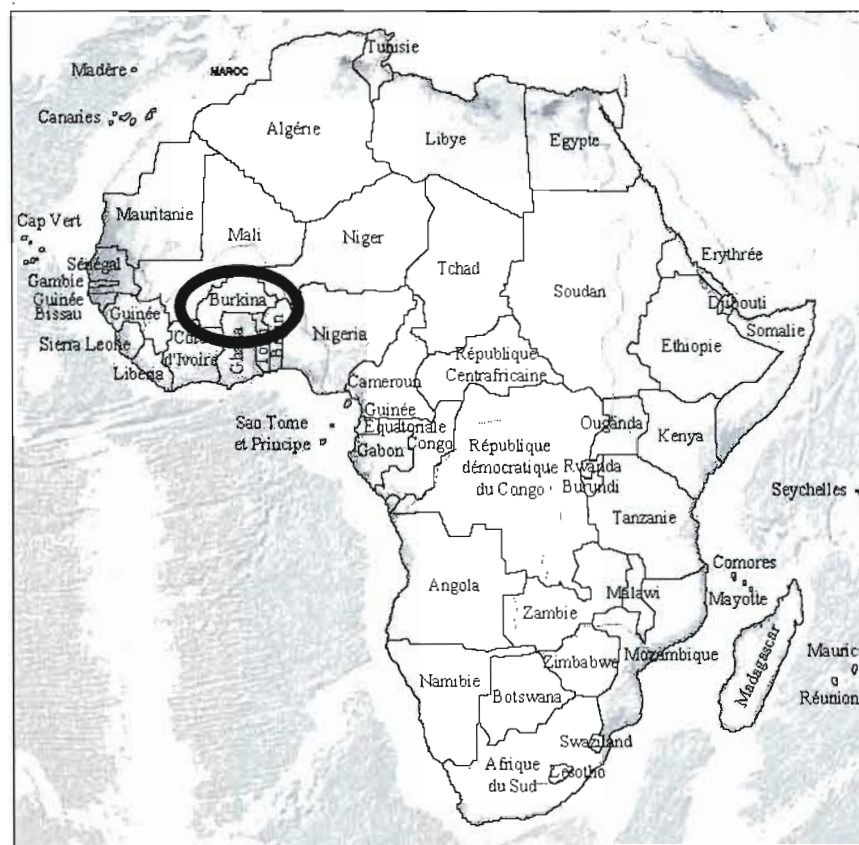 Tunisie
Madère
MAROC
Canaries
Algérie
Libye
Egypte
Mauritanie
Cap Vert
Mali
Niger
Tchad
Erythrée
Sénégal
Gambie
Guinée
Bissau
Burkina
Soudan
Djibouti
Guinée
Nigeria
Somalie
Sierra Leone
d'Ivoire
Ghana
Ethiopie
Liberia
République
Centrafricaine
Cameroun
Guinée
Equatoriale
Sao Tome
et Principe
Congo
Gabon
Ouganda
Kenya
République
démocratique
du Congo
Rwanda
Burundi
Seychelles
Tanzanie
Comores
Angola
Malawi
Mayotte
Zambie
Madagascar
Mozambique
Zimbabwe
Mauric
Réunion
Namibie
Botswana
Swaziland
Afrique
du Sud
Lesotho